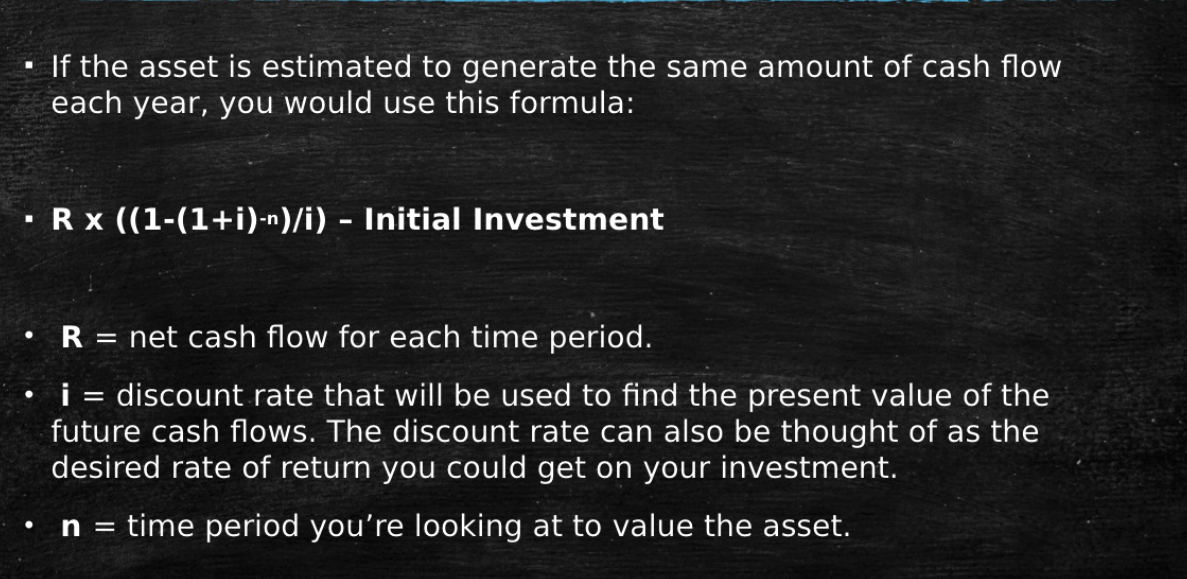 ▪ If the asset is estimated to generate the same amount of cash flow
each year, you would use this formula:
▪ R x ((1-(1+i)-n)/i) – Initial Investment
• R = net cash flow for each time period.
• i = discount rate that will be used to find the present value of the
future cash flows. The discount rate can also be thought of as the
desired rate of return you could get on your investment.
• n = time period you’re looking at to value the asset.